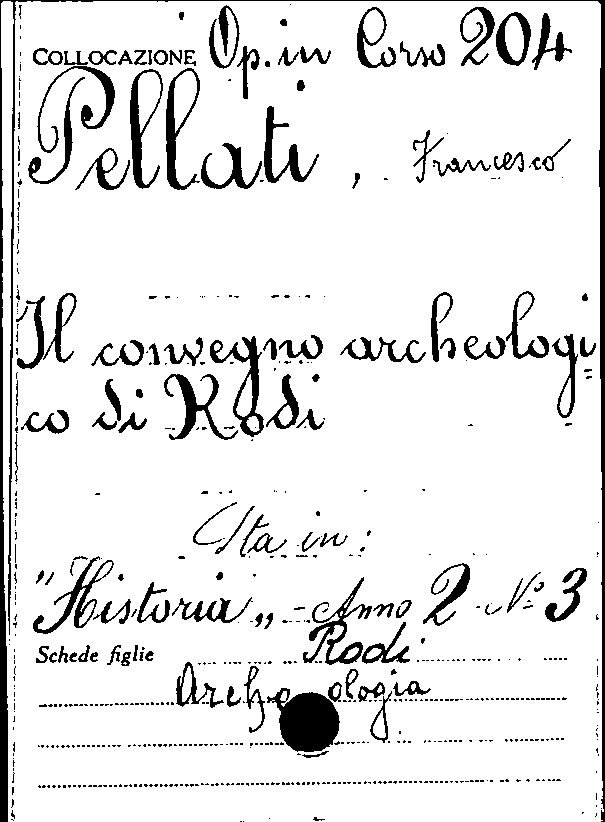 COLLOCAZIONE Op. in Corso 204
Pellati, Francesco
Il convegno archeologi=
co di Rodi
Sta in:
"Historia„ - Anno 2 - Nº 3
Schede figlie Rodi
Archeologia